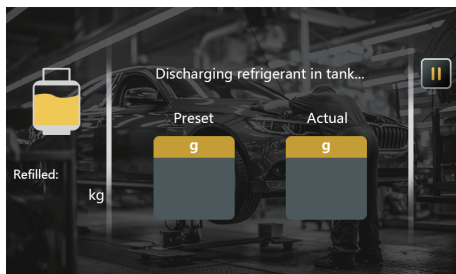 Discharging refrigerant in tank...
Preset
Actual
g
g
Refilled:
kg